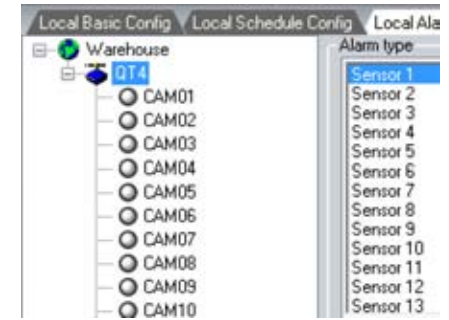 Local Basic Config Local Schedule Config Local Ala
Warehouse
QT4
CAM01
CAM02
CAM03
CAM04
CAM05
CAM06
CAM07
CAM08
CAM09
CAM10
Alarm type
Sensor 1
Sensor 2
Sensor 3
Sensor 4
Sensor 5
Sensor 6
Sensor 7
Sensor 8
Sensor 9
Sensor 10
Sensor 11
Sensor 12
Sensor 13